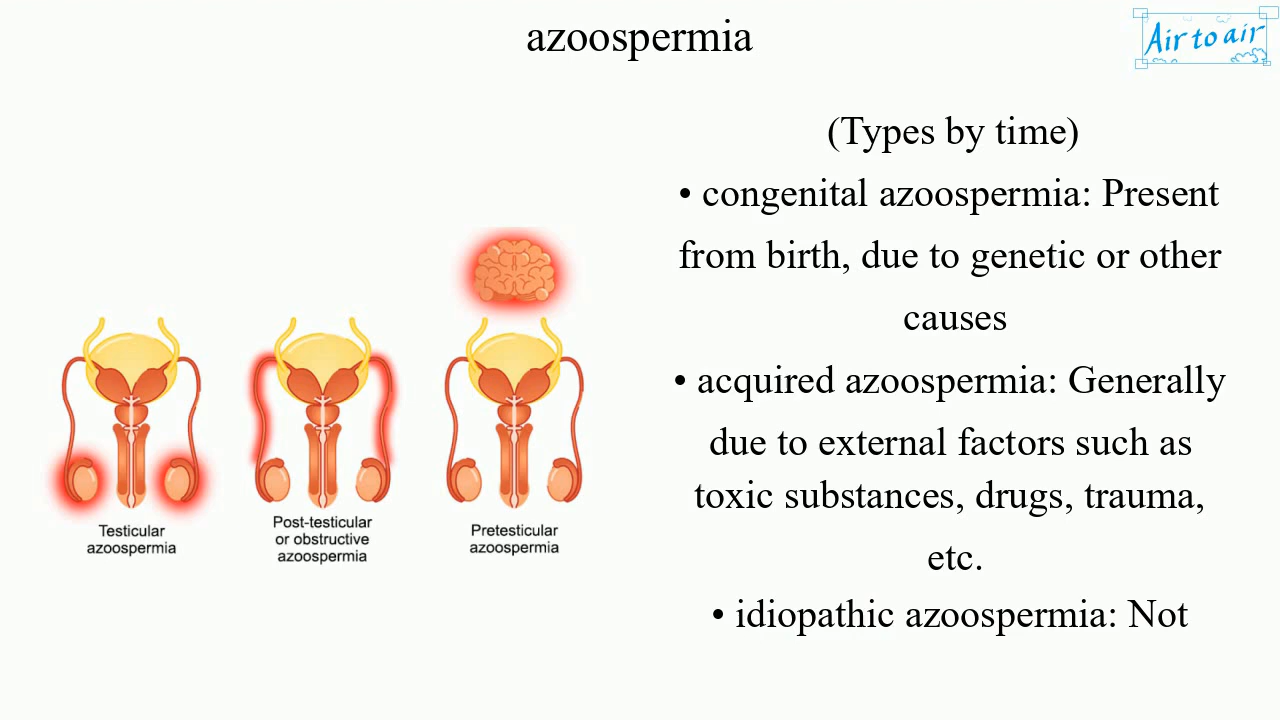 azoospermia
Air to air
(Types by time)
• congenital azoospermia: Present
from birth, due to genetic or other
causes
• acquired azoospermia: Generally
due to external factors such as
toxic substances, drugs, trauma,
etc.
• idiopathic azoospermia: Not
Testicular
azoospermia
Post-testicular
or obstructive
azoospermia
Pretesticular
azoospermia